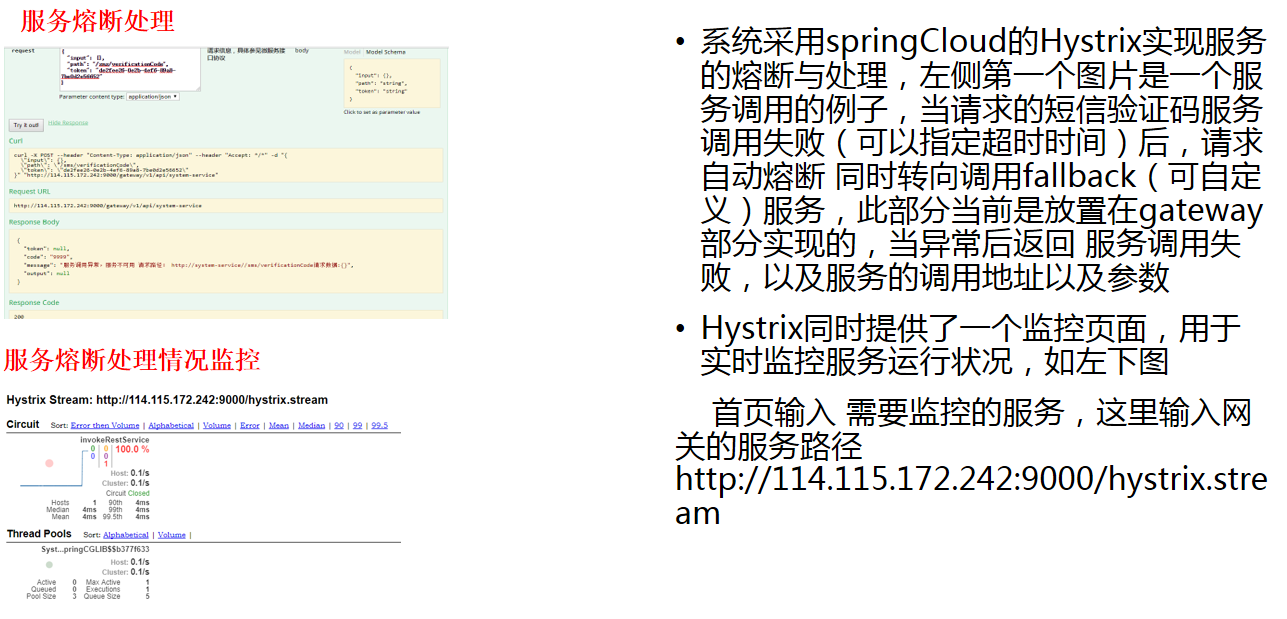 服务熔断处理
request
{
"input": {},
"path": "/sms/verificationCode",
"token": "de2fee26-0e2b-4ef6-89a8-7be0d2e56652"
}
请求信息，具体参见微服务接口协议
body
Model Model Schema
{
"input": {},
"path": "string",
"token": "string"
}
Click to set as parameter value
Parameter content type: application/json
Try it out! Hide Response
Curl
curl -X POST --header "Content-Type: application/json" --header "Accept: */*" -d "{
\"input\": {},
\"path\": \"/sms/verificationCode\",
\"token\": \"de2fee26-0e2b-4ef6-89a8-7be0d2e56652\"
}" "http://114.115.172.242:9000/gateway/v1/api/system-service"
Request URL
http://114.115.172.242:9000/gateway/v1/api/system-service
Response Body
{
"token": null,
"code": "9999",
"message": "服务调用异常，服务不可用 请求路径： http://system-service//sms/verificationCode请求数据:{}",
"output": null
}
Response Code
200
服务熔断处理情况监控
Hystrix Stream: http://114.115.172.242:9000/hystrix.stream
Circuit Sort: Error then Volume | Alphabetical | Volume | Error | Mean | Median | 90 | 99 | 99.5
invokeRestService
0 0 100.0 %
0 0
1
Host: 0.1/s
Cluster: 0.1/s
Circuit Closed
Hosts 1 90th 4ms
Median 4ms 99th 4ms
Mean 4ms 99.5th 4ms
Thread Pools Sort: Alphabetical | Volume |
Syst...pringCGLIB$$b377f633
Host: 0.1/s
Cluster: 0.1/s
Active 0 Max Active 1
Queued 0 Executions 1
Pool Size 3 Queue Size 5
• 系统采用springCloud的Hystrix实现服务
的熔断与处理，左侧第一个图片是一个服
务调用的例子，当请求的短信验证码服务
调用失败（可以指定超时时间）后，请求
自动熔断 同时转向调用fallback（可自定
义）服务，此部分当前是放置在gateway
部分实现的，当异常后返回 服务调用失
败，以及服务的调用地址以及参数
• Hystrix同时提供了一个监控页面，用于
实时监控服务运行状况，如左下图
首页输入 需要监控的服务，这里输入网
关的服务路径
http://114.115.172.242:9000/hystrix.stre
am